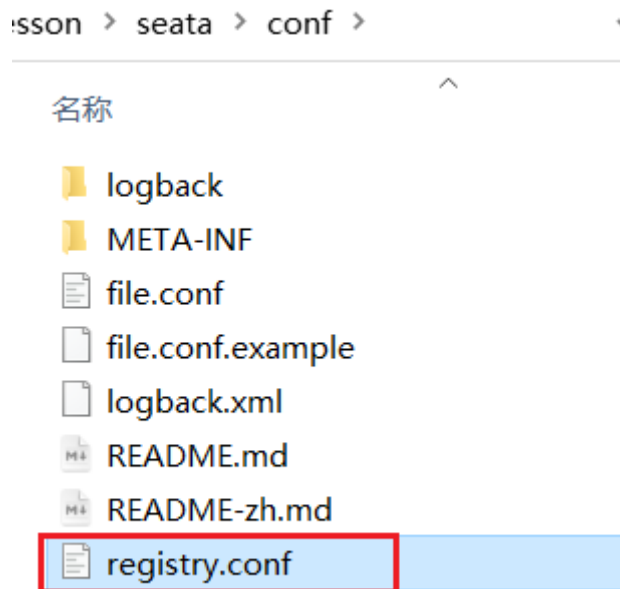 esson > seata > conf >
名称
logback
META-INF
file.conf
file.conf.example
logback.xml
README.md
README-zh.md
registry.conf